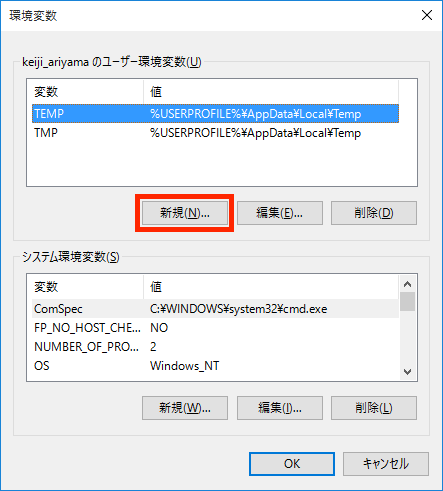 環境変数
keiji_ariyama のユーザー環境変数(U)
変数 値
TEMP %USERPROFILE%¥AppData¥Local¥Temp
TMP %USERPROFILE%¥AppData¥Local¥Temp
新規(N)... 編集(E)... 削除(D)
システム環境変数(S)
変数 値
ComSpec C:¥WINDOWS¥system32¥cmd.exe
FP_NO_HOST_CHE... NO
NUMBER_OF_PRO... 2
OS Windows_NT
新規(W)... 編集(I)... 削除(L)
OK キャンセル